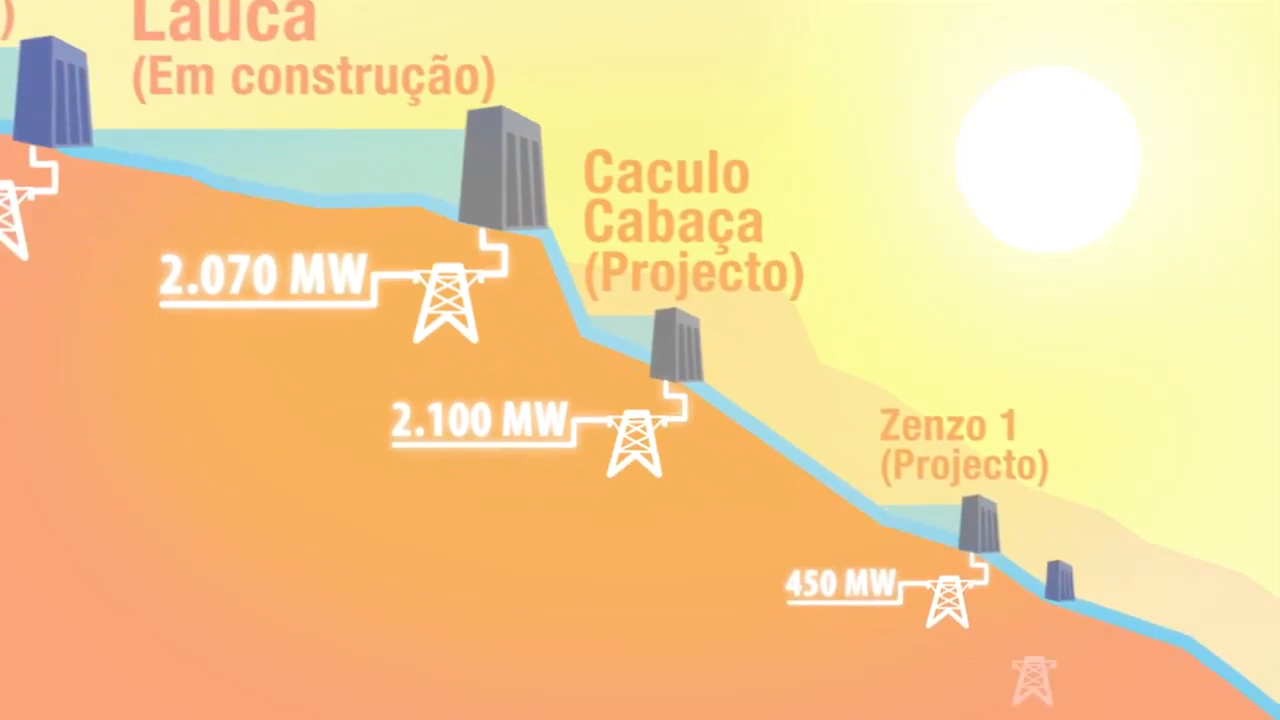 )
Lauca
(Em construção)
Caculo
Cabaça
(Projecto)
2.070 MW
2.100 MW
Zenzo 1
(Projecto)
450 MW